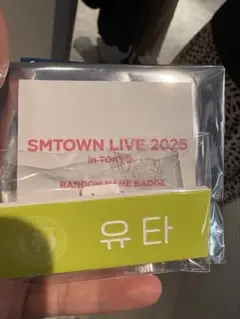 SMTOWN LIVE 2025
in TOKYO
RANDOM NAME BADGE
유타